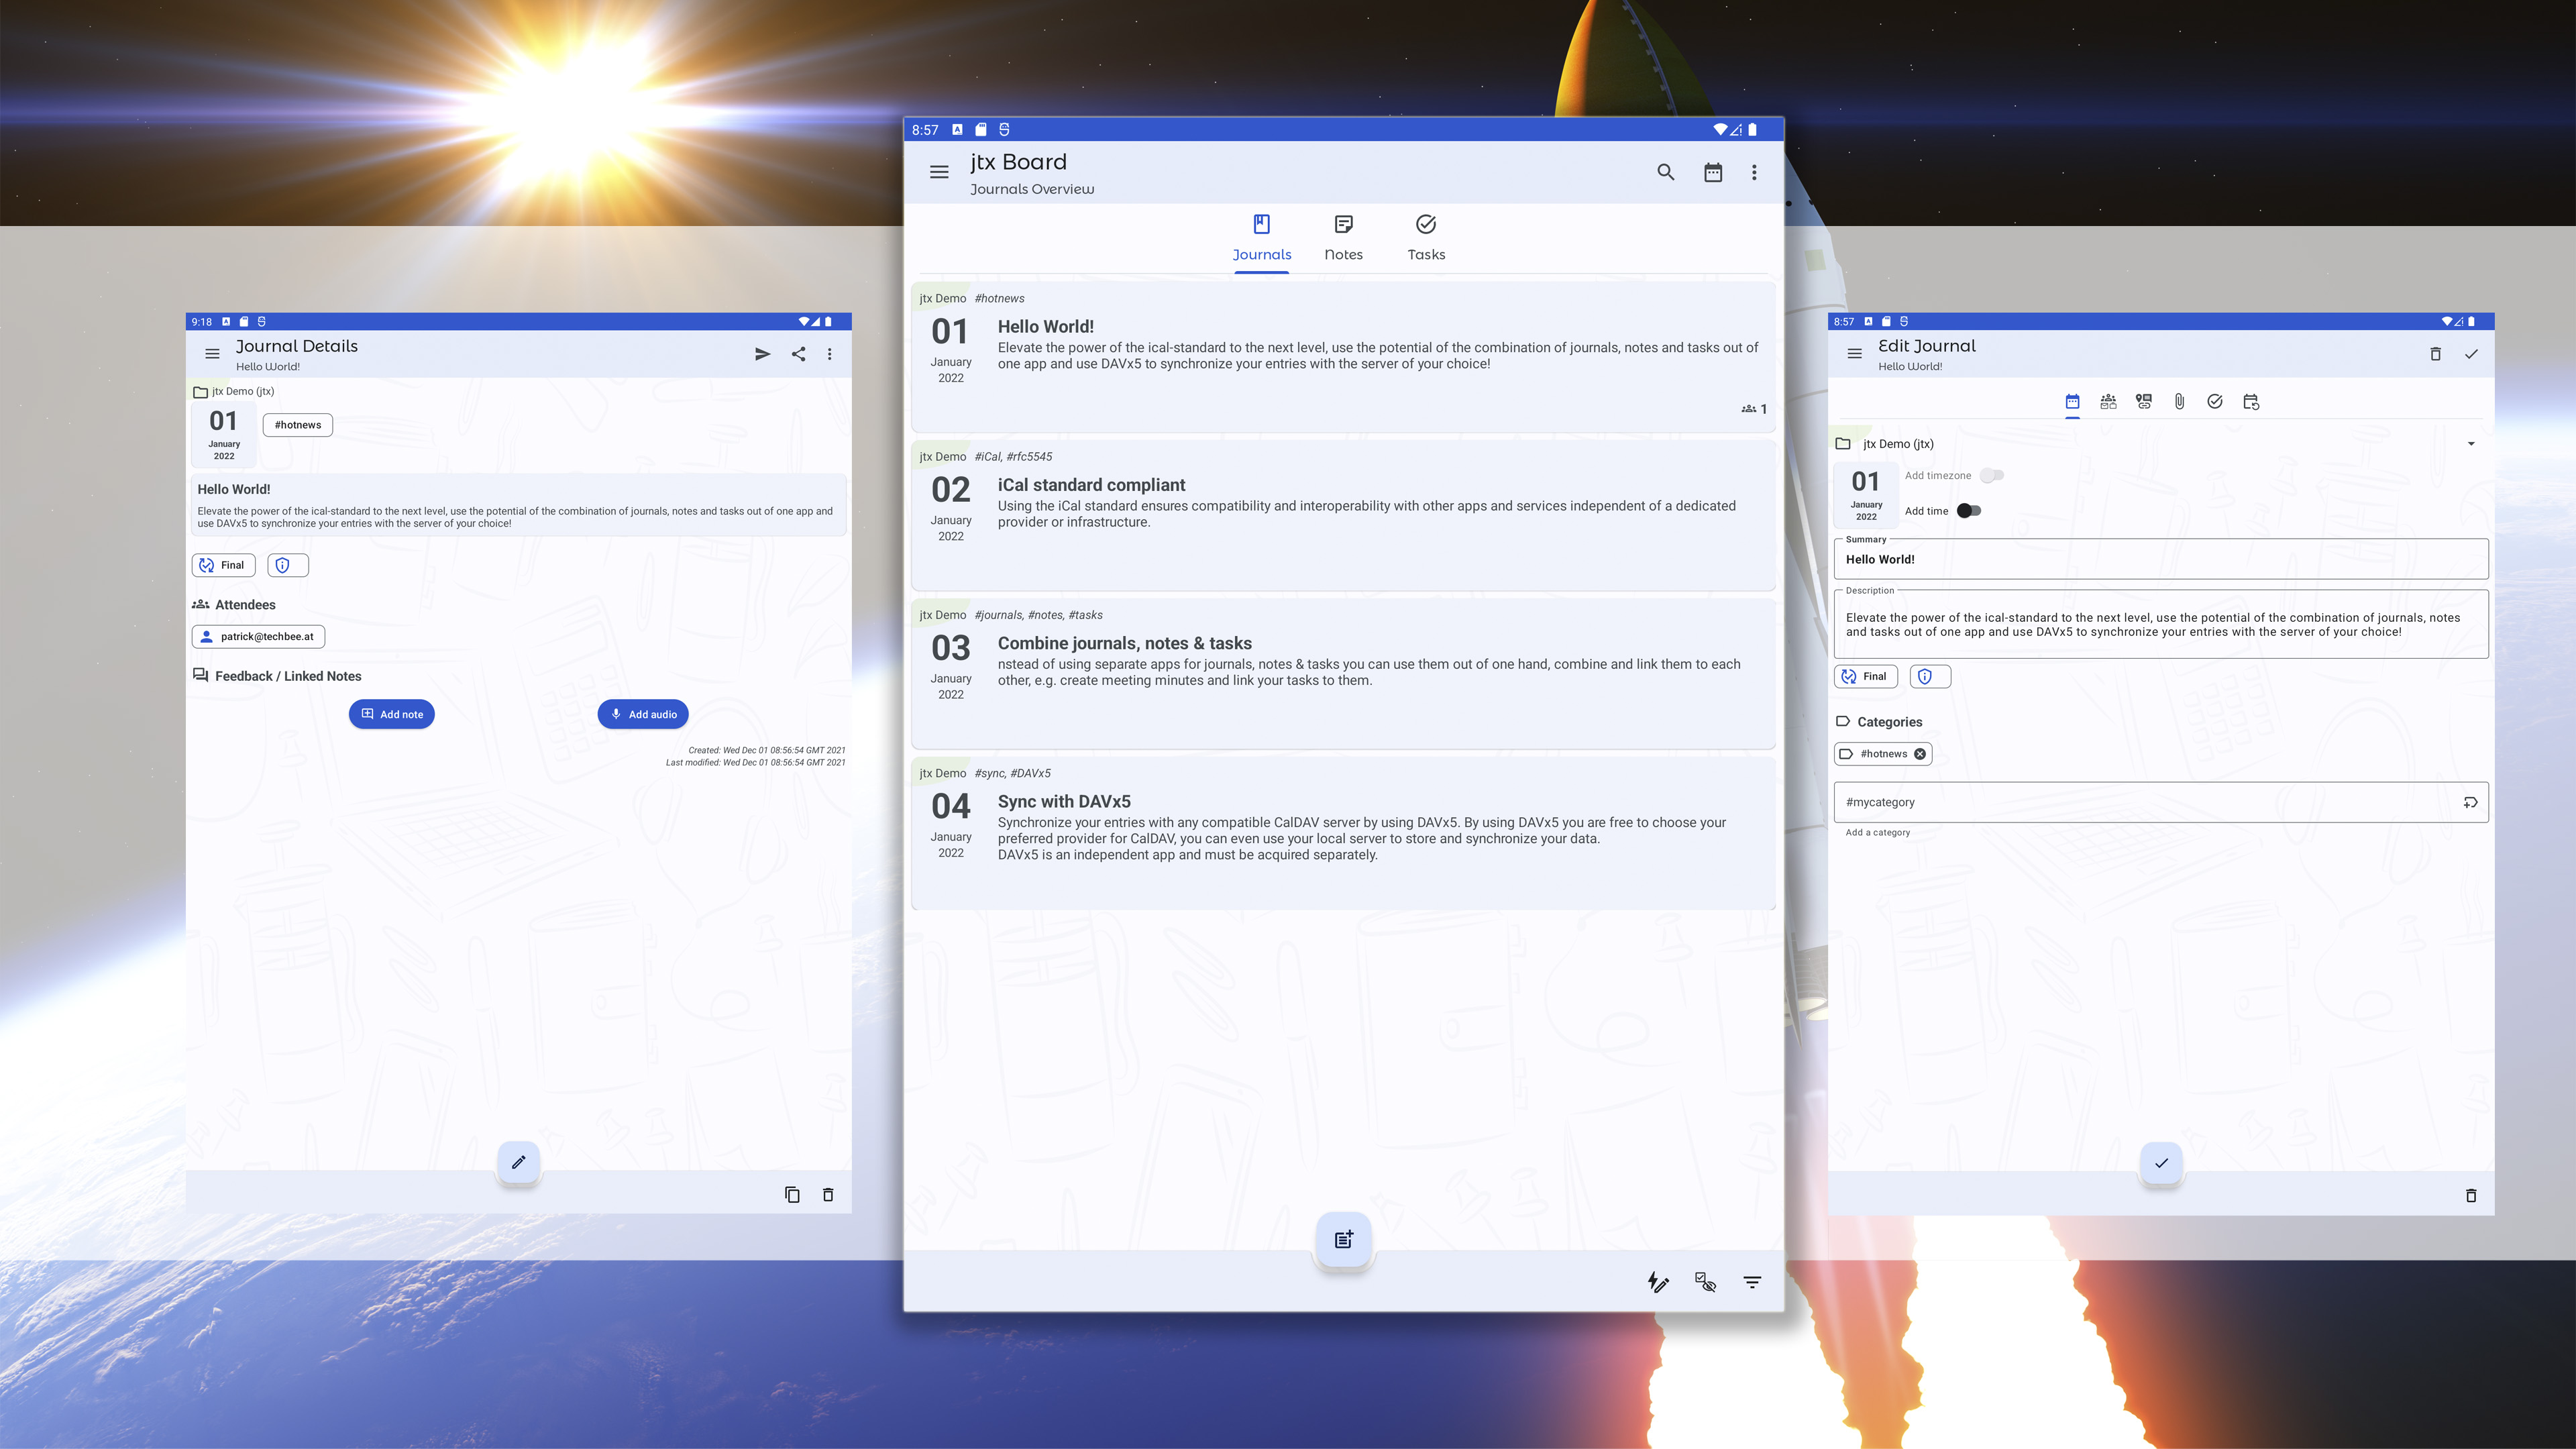 9:18
Journal Details
Hello World!
jtx Demo (jtx)
01
January
2022
#hotnews
Hello World!
Elevate the power of the ical-standard to the next level, use the potential of the combination of journals, notes and tasks out of one app and
use DAVx5 to synchronize your entries with the server of your choice!
Final
Attendees
patrick@techbee.at
Feedback / Linked Notes
Add note
Add audio
Created: Wed Dec 01 08:56:54 GMT 2021
Last modified: Wed Dec 01 08:56:54 GMT 2021
8:57
jtx Board
Journals Overview
Journals
Notes
Tasks
jtx Demo #hotnews
01
January
2022
Hello World!
Elevate the power of the ical-standard to the next level, use the potential of the combination of journals, notes and tasks out of
one app and use DAVx5 to synchronize your entries with the server of your choice!
1
jtx Demo #iCal, #rfc5545
02
January
2022
iCal standard compliant
Using the iCal standard ensures compatibility and interoperability with other apps and services independent of a dedicated
provider or infrastructure.
jtx Demo #journals, #notes, #tasks
03
January
2022
Combine journals, notes & tasks
nstead of using separate apps for journals, notes & tasks you can use them out of one hand, combine and link them to each
other, e.g. create meeting minutes and link your tasks to them.
jtx Demo #sync, #DAVx5
04
January
2022
Sync with DAVx5
Synchronize your entries with any compatible CalDAV server by using DAVx5. By using DAVx5 you are free to choose your
preferred provider for CalDAV, you can even use your local server to store and synchronize your data.
DAVx5 is an independent app and must be acquired separately.
8:57
Edit Journal
Hello World!
jtx Demo (jtx)
01
January
2022
Add timezone
Add time
Summary
Hello World!
Description
Elevate the power of the ical-standard to the next level, use the potential of the combination of journals, notes
and tasks out of one app and use DAVx5 to synchronize your entries with the server of your choice!
Final
Categories
#hotnews
#mycategory
Add a category